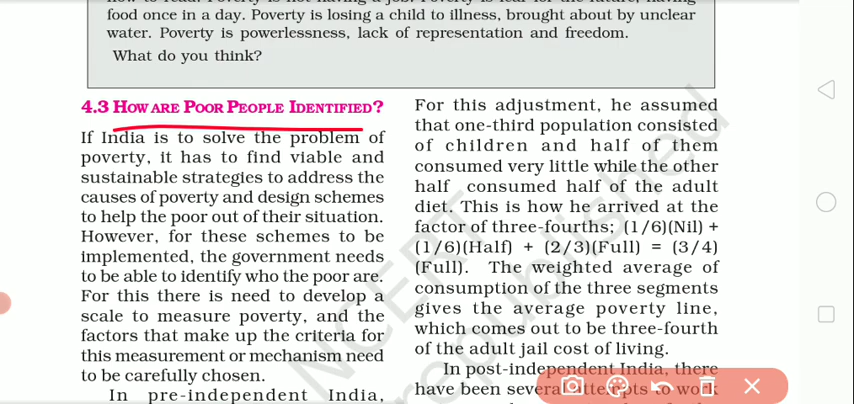 food once in a day. Poverty is losing a child to illness, brought about by unclear
water. Poverty is powerlessness, lack of representation and freedom.
What do you think?
4.3 How are Poor People Identified?
If India is to solve the problem of
poverty, it has to find viable and
sustainable strategies to address the
causes of poverty and design schemes
to help the poor out of their situation.
However, for these schemes to be
implemented, the government needs
to be able to identify who the poor are.
For this there is need to develop a
scale to measure poverty, and the
factors that make up the criteria for
this measurement or mechanism need
to be carefully chosen.
In pre-independent India,
For this adjustment, he assumed
that one-third population consisted
of children and half of them
consumed very little while the other
half consumed half of the adult
diet. This is how he arrived at the
factor of three-fourths; (1/6)(Nil) +
(1/6)(Half) + (2/3)(Full) = (3/4)
(Full). The weighted average of
consumption of the three segments
gives the average poverty line,
which comes out to be three-fourth
of the adult jail cost of living.
In post-independent India, there
have been several attempts to work
NCERT
republished